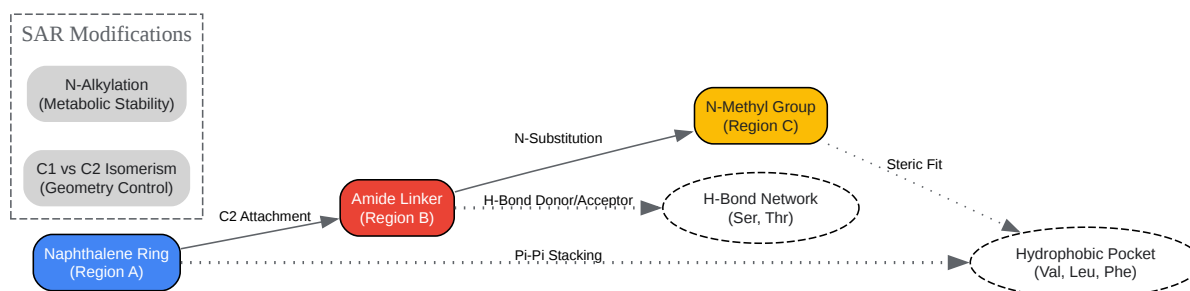 SAR Modifications
N-Alkylation
(Metabolic Stability)
C1 vs C2 Isomerism
(Geometry Control)
Naphthalene Ring
(Region A)
C2 Attachment
Amide Linker
(Region B)
N-Substitution
N-Methyl Group
(Region C)
H-Bond Donor/Acceptor
H-Bond Network
(Ser, Thr)
Steric Fit
Pi-Pi Stacking
Hydrophobic Pocket
(Val, Leu, Phe)